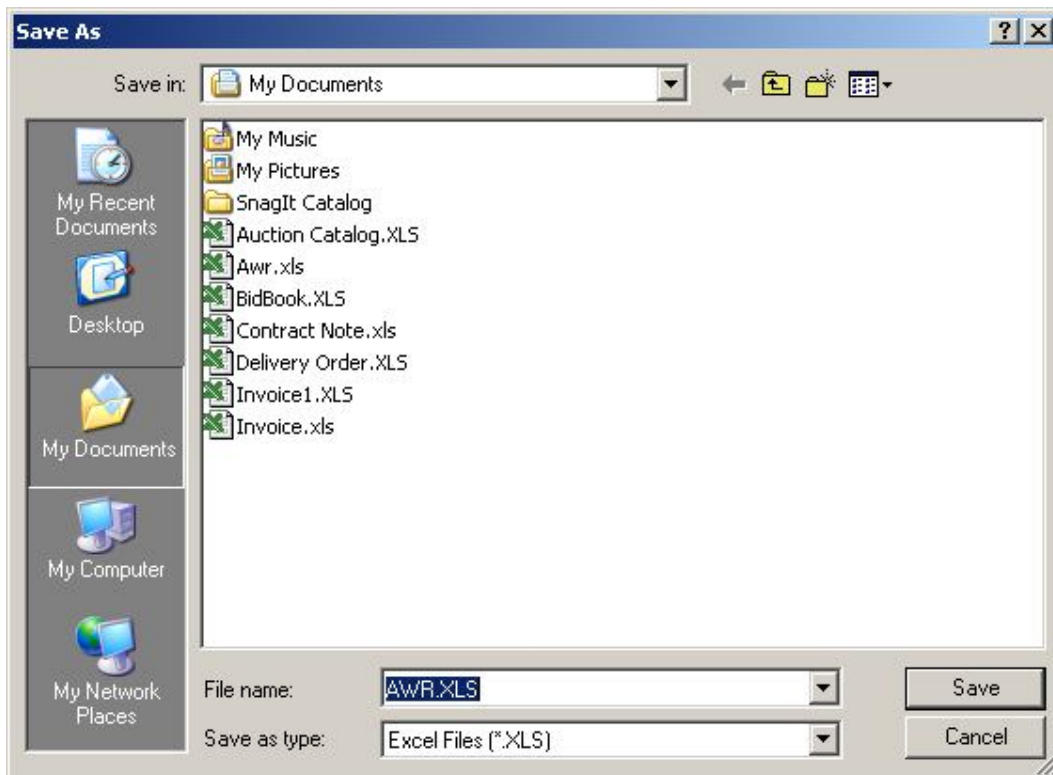 Save As
Save in: My Documents
My Recent
Documents
Desktop
My Documents
My Computer
My Network
Places
My Music
My Pictures
SnagIt Catalog
Auction Catalog.XLS
Awr.xls
BidBook.XLS
Contract Note.xls
Delivery Order.XLS
Invoice1.XLS
Invoice.xls
File name: AWR.XLS Save
Save as type: Excel Files (*.XLS) Cancel